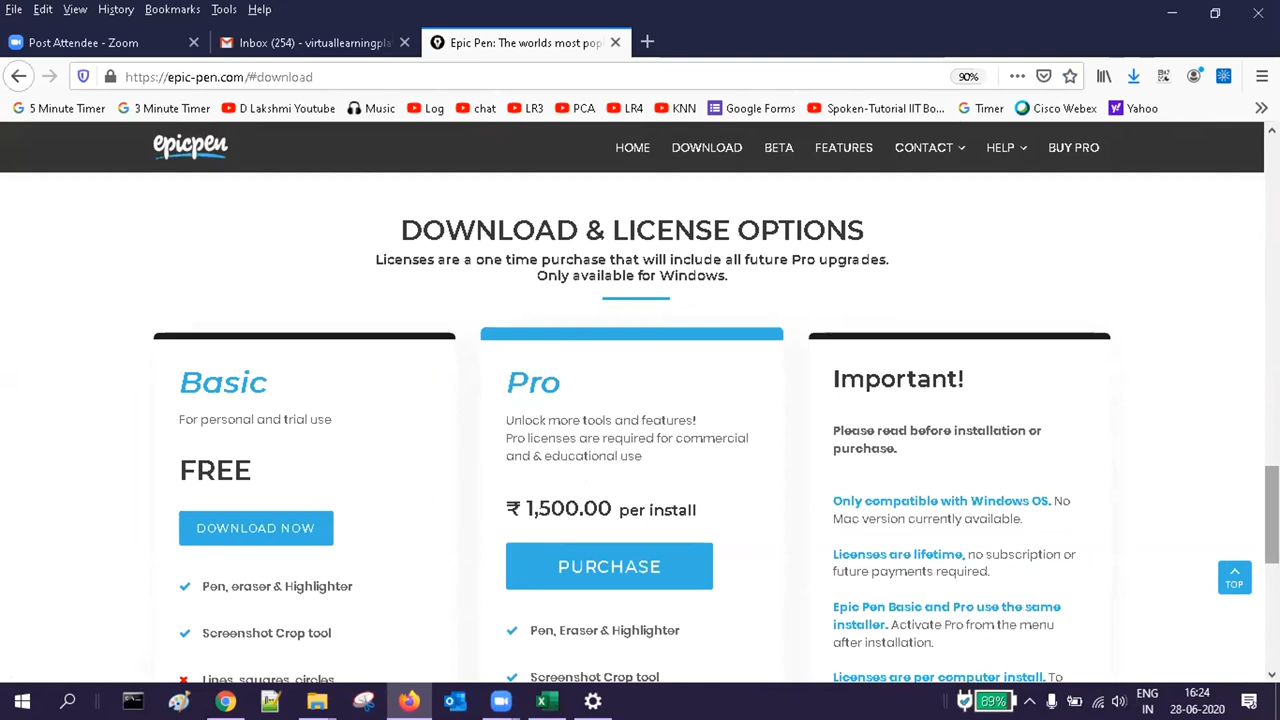 File Edit View History Bookmarks Tools Help
Post Attendee - Zoom
Inbox (254) - virtuallearningpla
Epic Pen: The worlds most popu
https://epic-pen.com/#download
90%
5 Minute Timer
3 Minute Timer
D Lakshmi Youtube
Music
Log
chat
LR3
PCA
LR4
KNN
Google Forms
Spoken-Tutorial IIT Bo...
Timer
Cisco Webex
Yahoo
epicpen
HOME
DOWNLOAD
BETA
FEATURES
CONTACT
HELP
BUY PRO
DOWNLOAD & LICENSE OPTIONS
Licenses are a one time purchase that will include all future Pro upgrades.
Only available for Windows.
Basic
For personal and trial use
FREE
DOWNLOAD NOW
Pen, eraser & Highlighter
Screenshot Crop tool
Lines, squares, circles
Pro
Unlock more tools and features!
Pro licenses are required for commercial
and & educational use
₹ 1,500.00 per install
PURCHASE
Pen, Eraser & Highlighter
Screenshot Crop tool
Important!
Please read before installation or
purchase.
Only compatible with Windows OS. No
Mac version currently available.
Licenses are lifetime, no subscription or
future payments required.
Epic Pen Basic and Pro use the same
installer. Activate Pro from the menu
after installation.
Licenses are per computer install. To
TOP
89%
ENG
IN
16:24
28-06-2020